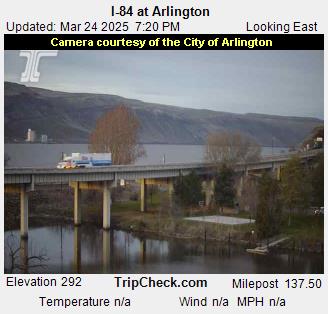 I-84 at Arlington
Updated: Mar 24 2025 7:20 PM Looking East
Camera courtesy of the City of Arlington
Elevation 292 TripCheck.com Milepost 137.50
Temperature n/a Wind n/a MPH n/a